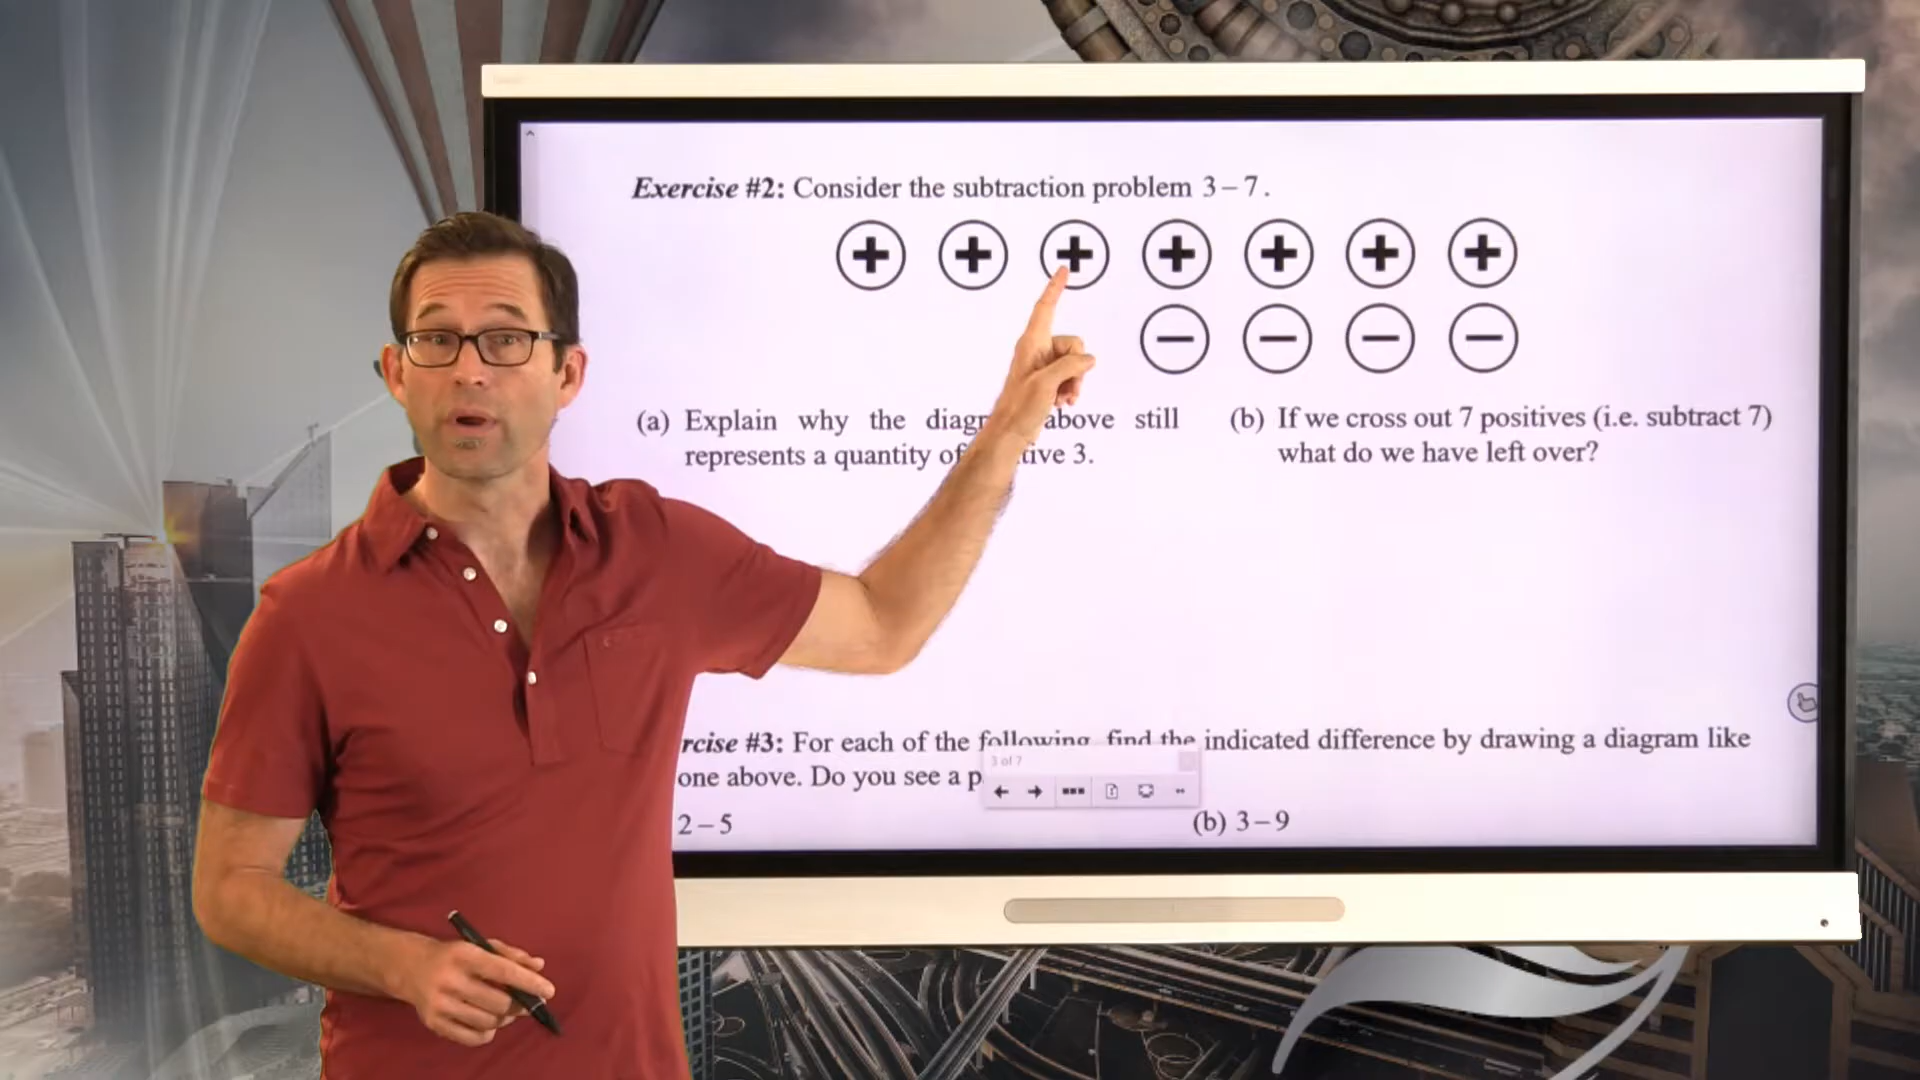 Exercise #2: Consider the subtraction problem 3 – 7.
(a) Explain why the above still
represents a quantity of 3.
(b) If we cross out 7 positives (i.e. subtract 7)
what do we have left over?
#3: For each of the following, find the indicated difference by drawing a diagram like
one above. Do you see a
3 of 7
2 – 5
(b) 3 – 9